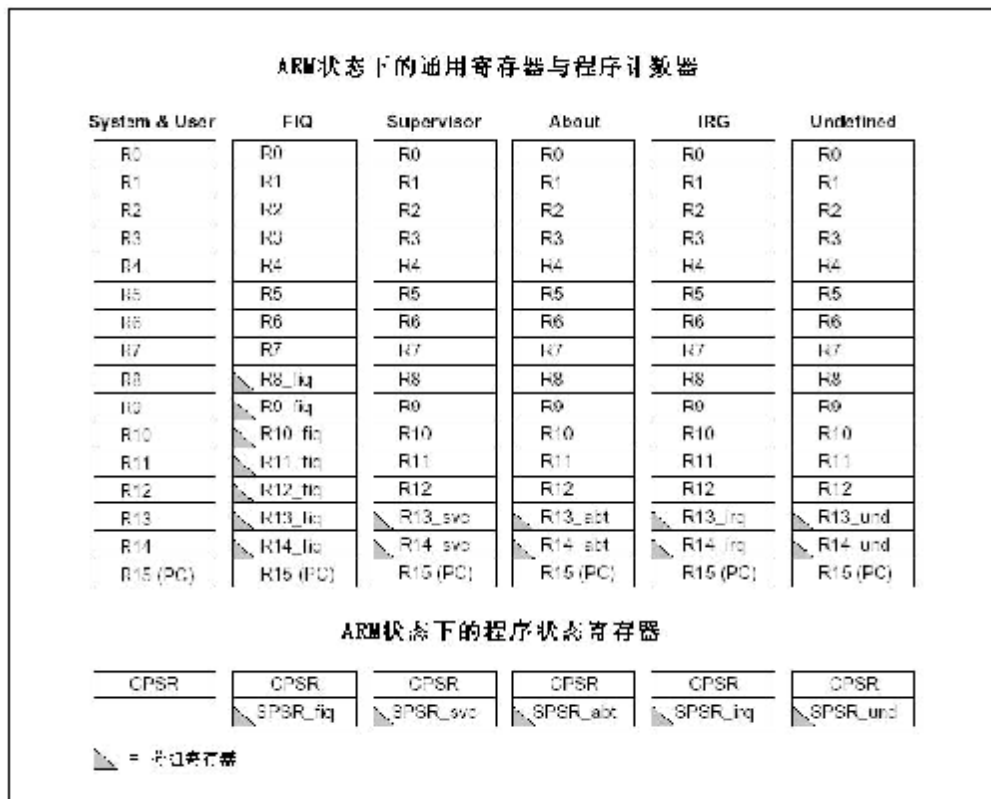 ARM状态下的通用寄存器与程序计数器
System & User FIQ Supervisor About IRG Undefined
R0 R0 R0 R0 R0 R0
R1 R1 R1 R1 R1 R1
R2 R2 R2 R2 R2 R2
R3 R3 R3 R3 R3 R3
R4 R4 R4 R4 R4 R4
R5 R5 R5 R5 R5 R5
R6 R6 R6 R6 R6 R6
R7 R7 R7 R7 R7 R7
R8 R8_fiq R8 R8 R8 R8
R9 R9_fiq R9 R9 R9 R9
R10 R10_fiq R10 R10 R10 R10
R11 R11_fiq R11 R11 R11 R11
R12 R12_fiq R12 R12 R12 R12
R13 R13_fiq R13_svc R13_abt R13_irq R13_und
R14 R14_fiq R14_svc R14_abt R14_irq R14_und
R15 (PC) R15 (PC) R15 (PC) R15 (PC) R15 (PC) R15 (PC)
ARM状态下的程序状态寄存器
CPSR CPSR CPSR CPSR CPSR CPSR
SPSR_fiq SPSR_svc SPSR_abt SPSR_irq SPSR_und
= 分组寄存器